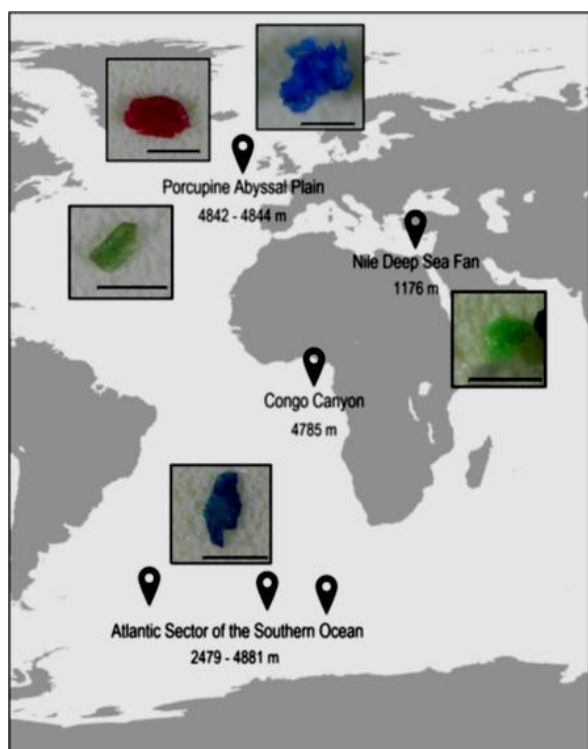 Porcupine Abyssal Plain
4842 - 4844 m
Nile Deep Sea Fan
1176 m
Congo Canyon
4785 m
Atlantic Sector of the Southern Ocean
2479 - 4881 m